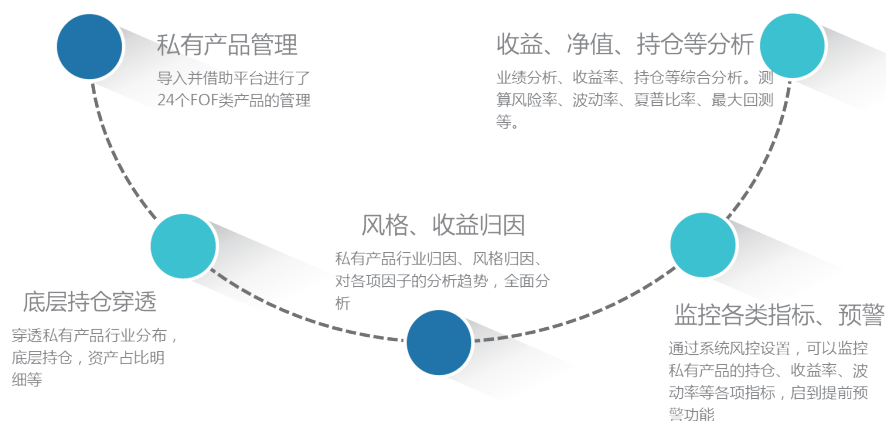 私有产品管理
导入并借助平台进行了
24个FOF类产品的管理
收益、净值、持仓等分析
业绩分析、收益率、持仓等综合分析。测
算风险率、波动率、夏普比率、最大回测
等。
风格、收益归因
私有产品行业归因、风格归因、
对各项因子的分析趋势，全面分
析
底层持仓穿透
穿透私有产品行业分布，
底层持仓，资产占比明
细等
监控各类指标、预警
通过系统风控设置，可以监控
私有产品的持仓、收益率、波
动率等各项指标，启到提前预
警功能